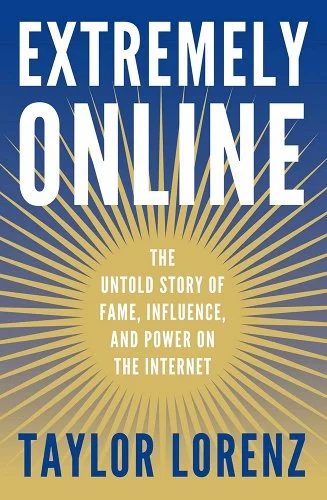 EXTREMELY
ONLINE
THE
UNTOLD STORY OF
FAME, INFLUENCE,
AND POWER ON
THE INTERNET
TAYLOR LORENZ